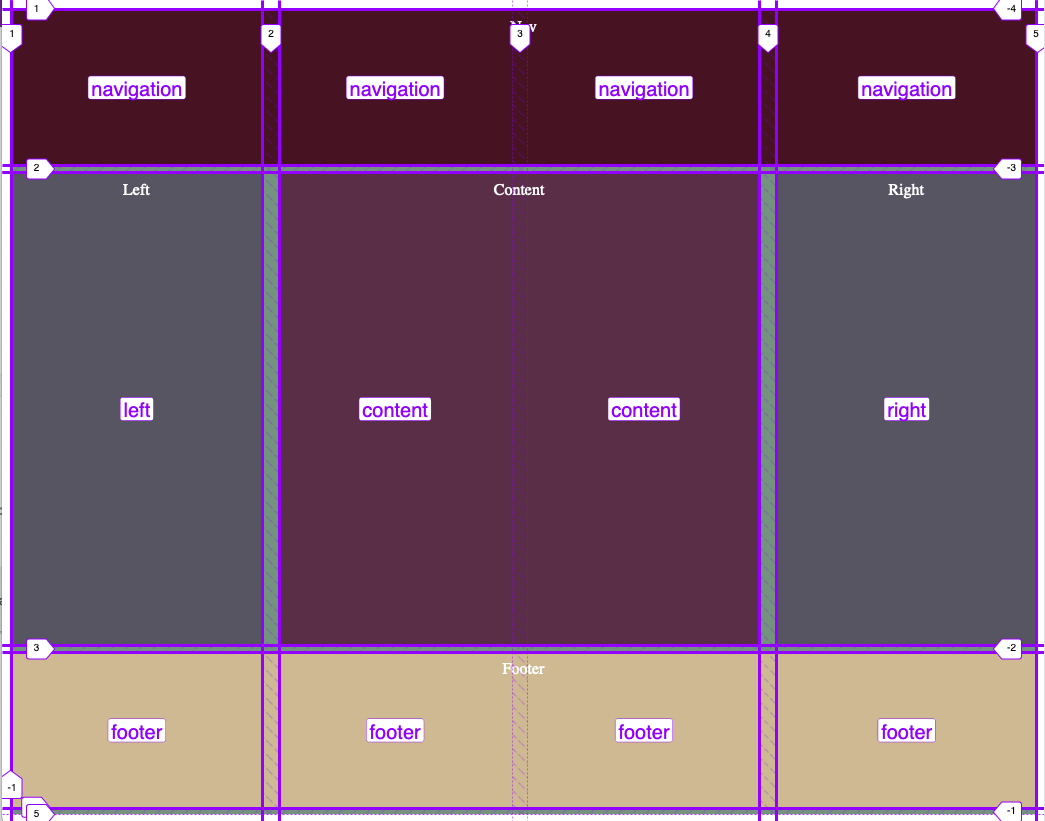 1 -4
1 2 3 4 5
navigation navigation navigation navigation
2 -3
Left Content Right
left content content right
3 -2
Footer
footer footer footer footer
-1
5 -1